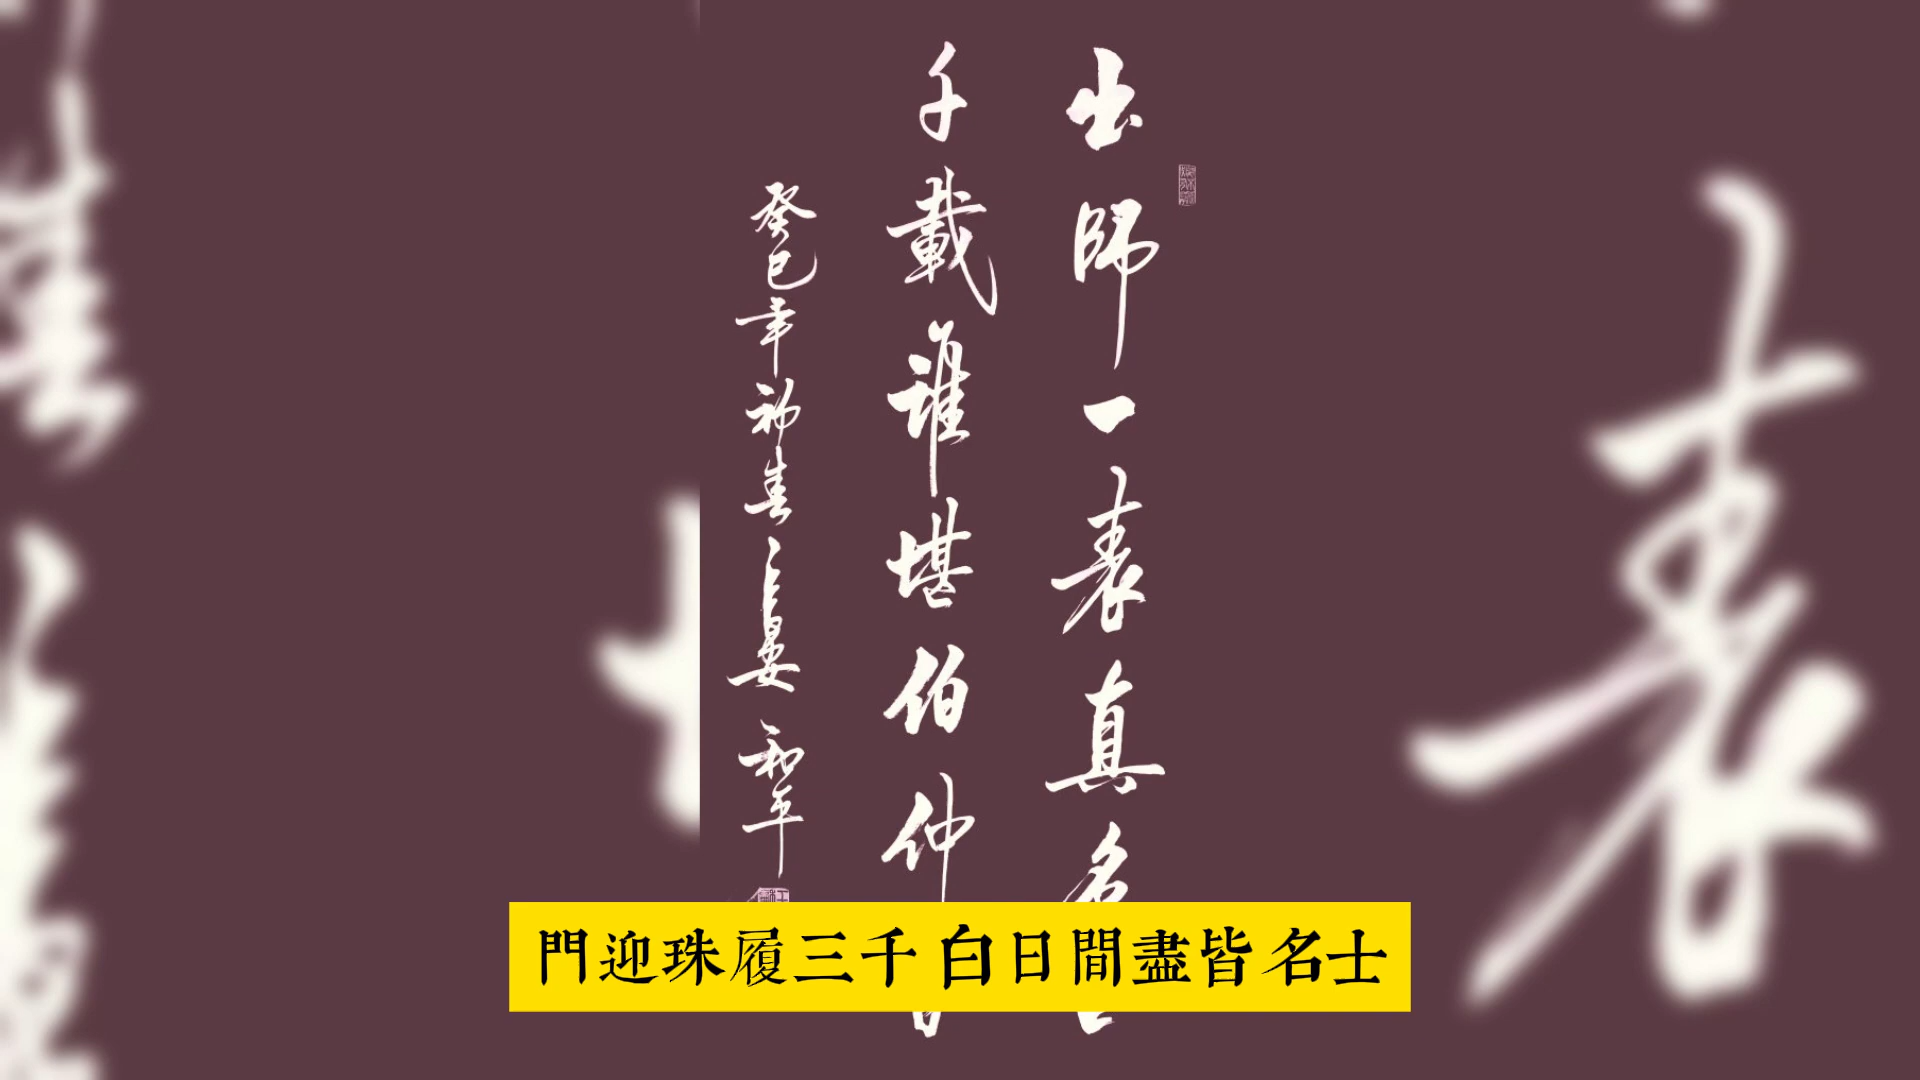 出師一表真名
千載誰堪伯仲
癸巳年初春 晏和平
門迎珠履三千白日間盡皆名士